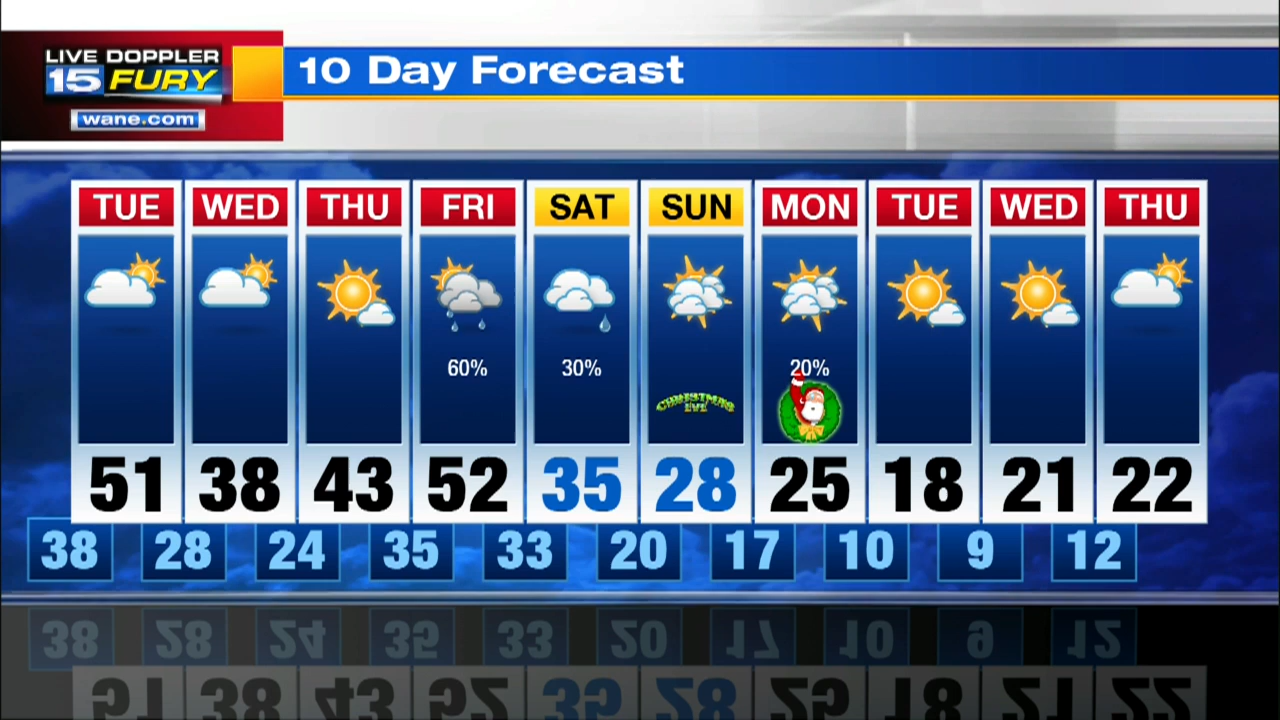 LIVE DOPPLER
15 FURY
wane.com
10 Day Forecast
TUE WED THU FRI SAT SUN MON TUE WED THU
60% 30% 20%
CHRISTMAS
EVE
51 38 43 52 35 28 25 18 21 22
38 28 24 35 33 20 17 10 9 12